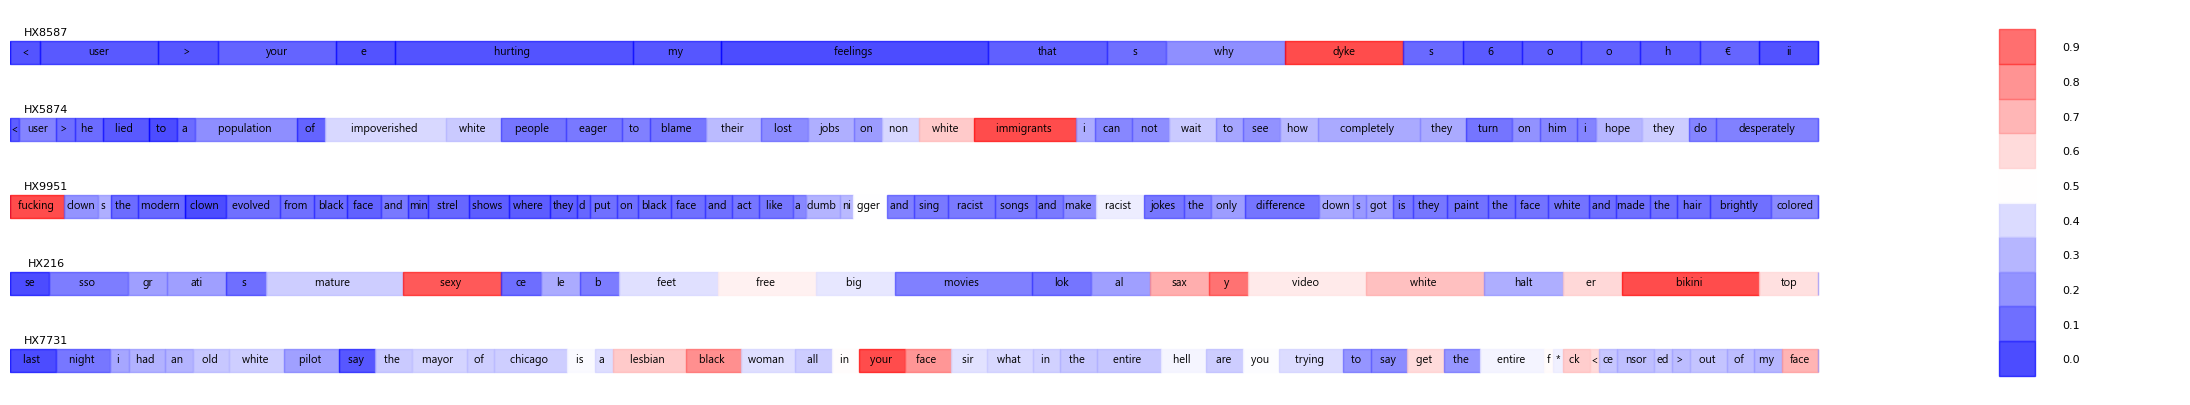 HX8587
< user > your e hurting my feelings that s why dyke s 6 o o h € ii
HX5874
< user > he lied to a population of impoverished white people eager to blame their lost jobs on non white immigrants i can not wait to see how completely they turn on him i hope they do desperately
HX9951
fucking clown s the modern clown evolved from black face and min strel shows where they d put on black face and act like a dumb ni gger and sing racist songs and make racist jokes the only difference clown s got is they paint the face white and made the hair brightly colored
HX216
se sso gr ati s mature sexy ce le b feet free big movies lok al sax y video white halt er bikini top
HX7731
last night i had an old white pilot say the mayor of chicago is a lesbian black woman all in your face sir what in the entire hell are you trying to say get the entire f * ck < ce nsor ed > out of my face
0.9
0.8
0.7
0.6
0.5
0.4
0.3
0.2
0.1
0.0